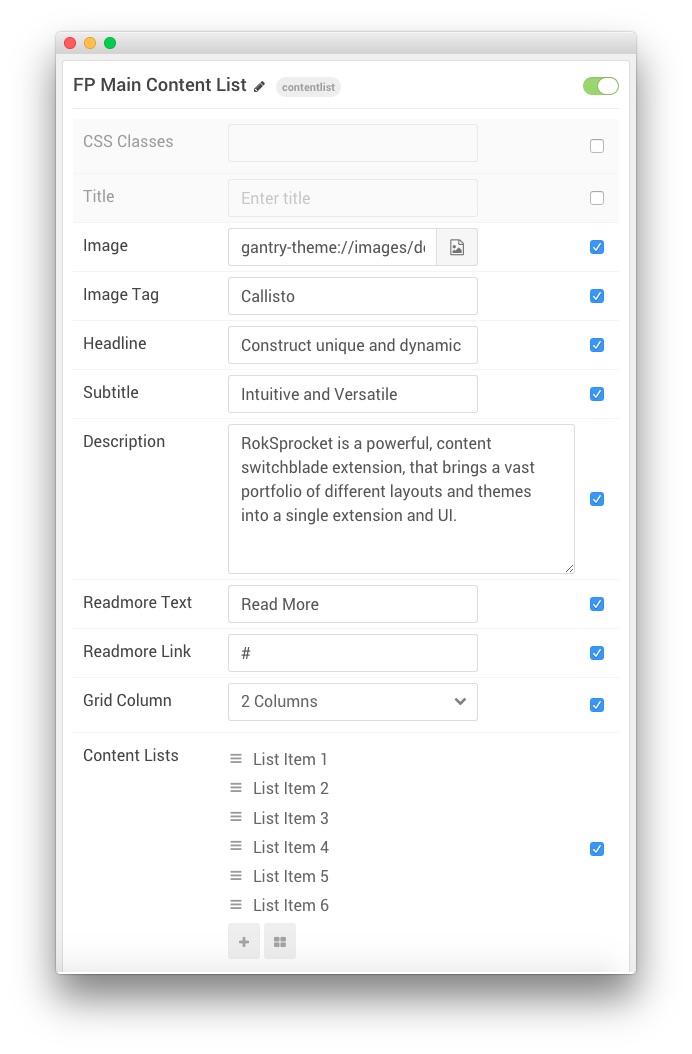 FP Main Content List contentlist
CSS Classes
Title Enter title
Image gantry-theme://images/de
Image Tag Callisto
Headline Construct unique and dynamic
Subtitle Intuitive and Versatile
Description RokSprocket is a powerful, content
switchblade extension, that brings a vast
portfolio of different layouts and themes
into a single extension and UI.
Readmore Text Read More
Readmore Link #
Grid Column 2 Columns
Content Lists List Item 1
List Item 2
List Item 3
List Item 4
List Item 5
List Item 6